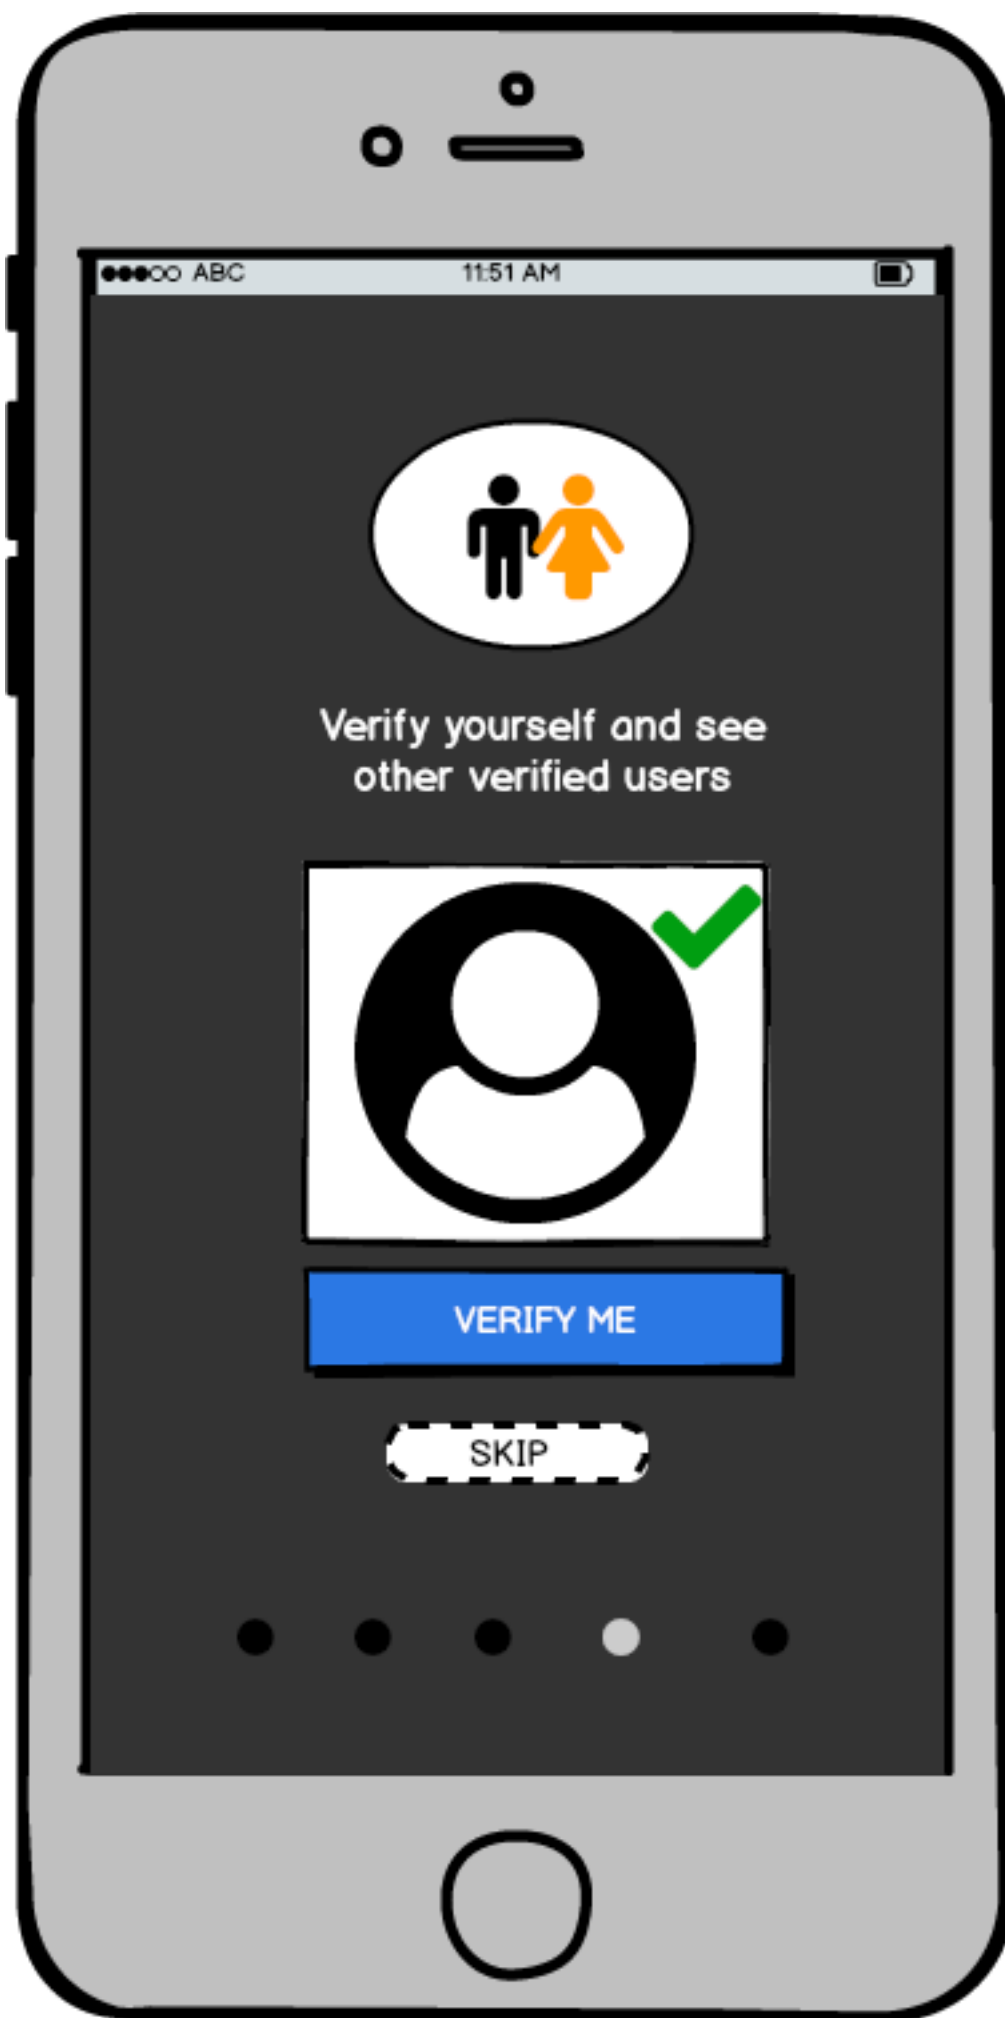 ABC 11:51 AM
Verify yourself and see
other verified users
VERIFY ME
SKIP